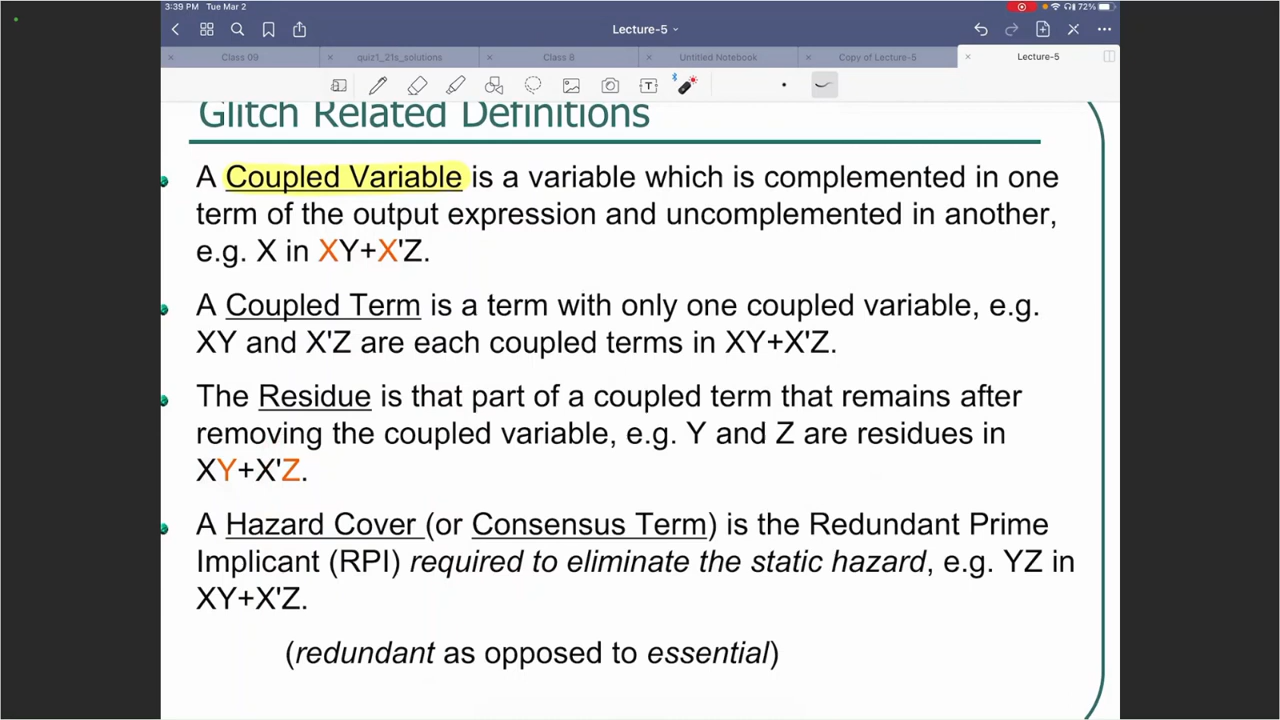 3:39 PM Tue Mar 2
72%
Lecture-5
Class 09
quiz1_21s_solutions
Class 8
Untitled Notebook
Copy of Lecture-5
Lecture-5
Glitch Related Definitions
A Coupled Variable is a variable which is complemented in one
term of the output expression and uncomplemented in another,
e.g. X in XY+X'Z.
A Coupled Term is a term with only one coupled variable, e.g.
XY and X'Z are each coupled terms in XY+X'Z.
The Residue is that part of a coupled term that remains after
removing the coupled variable, e.g. Y and Z are residues in
XY+X'Z.
A Hazard Cover (or Consensus Term) is the Redundant Prime
Implicant (RPI) required to eliminate the static hazard, e.g. YZ in
XY+X'Z.
(redundant as opposed to essential)